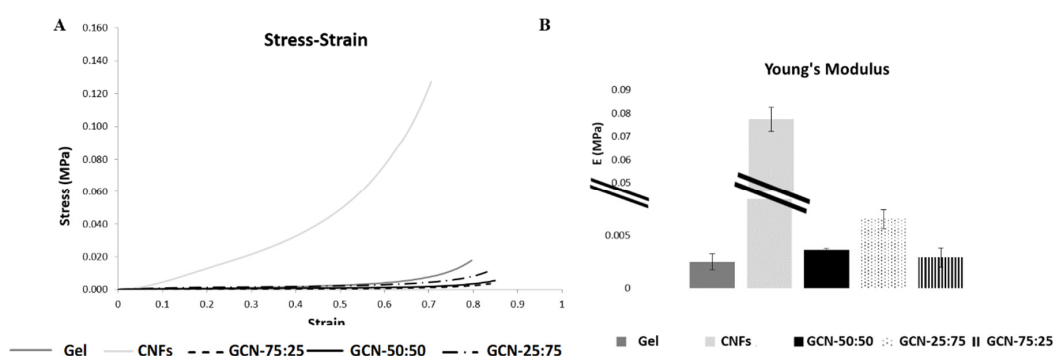 A
Stress-Strain
0.160
0.140
0.120
0.100
0.080
0.060
0.040
0.020
0.000
Stress (MPa)
0 0.1 0.2 0.3 0.4 0.5 0.6 0.7 0.8 0.9 1
Strain
Gel CNFs GCN-75:25 GCN-50:50 GCN-25:75
B
Young's Modulus
0.09
0.08
0.07
0.06
0.05
0.005
0
E (MPa)
Gel CNFs GCN-50:50 GCN-25:75 GCN-75:25